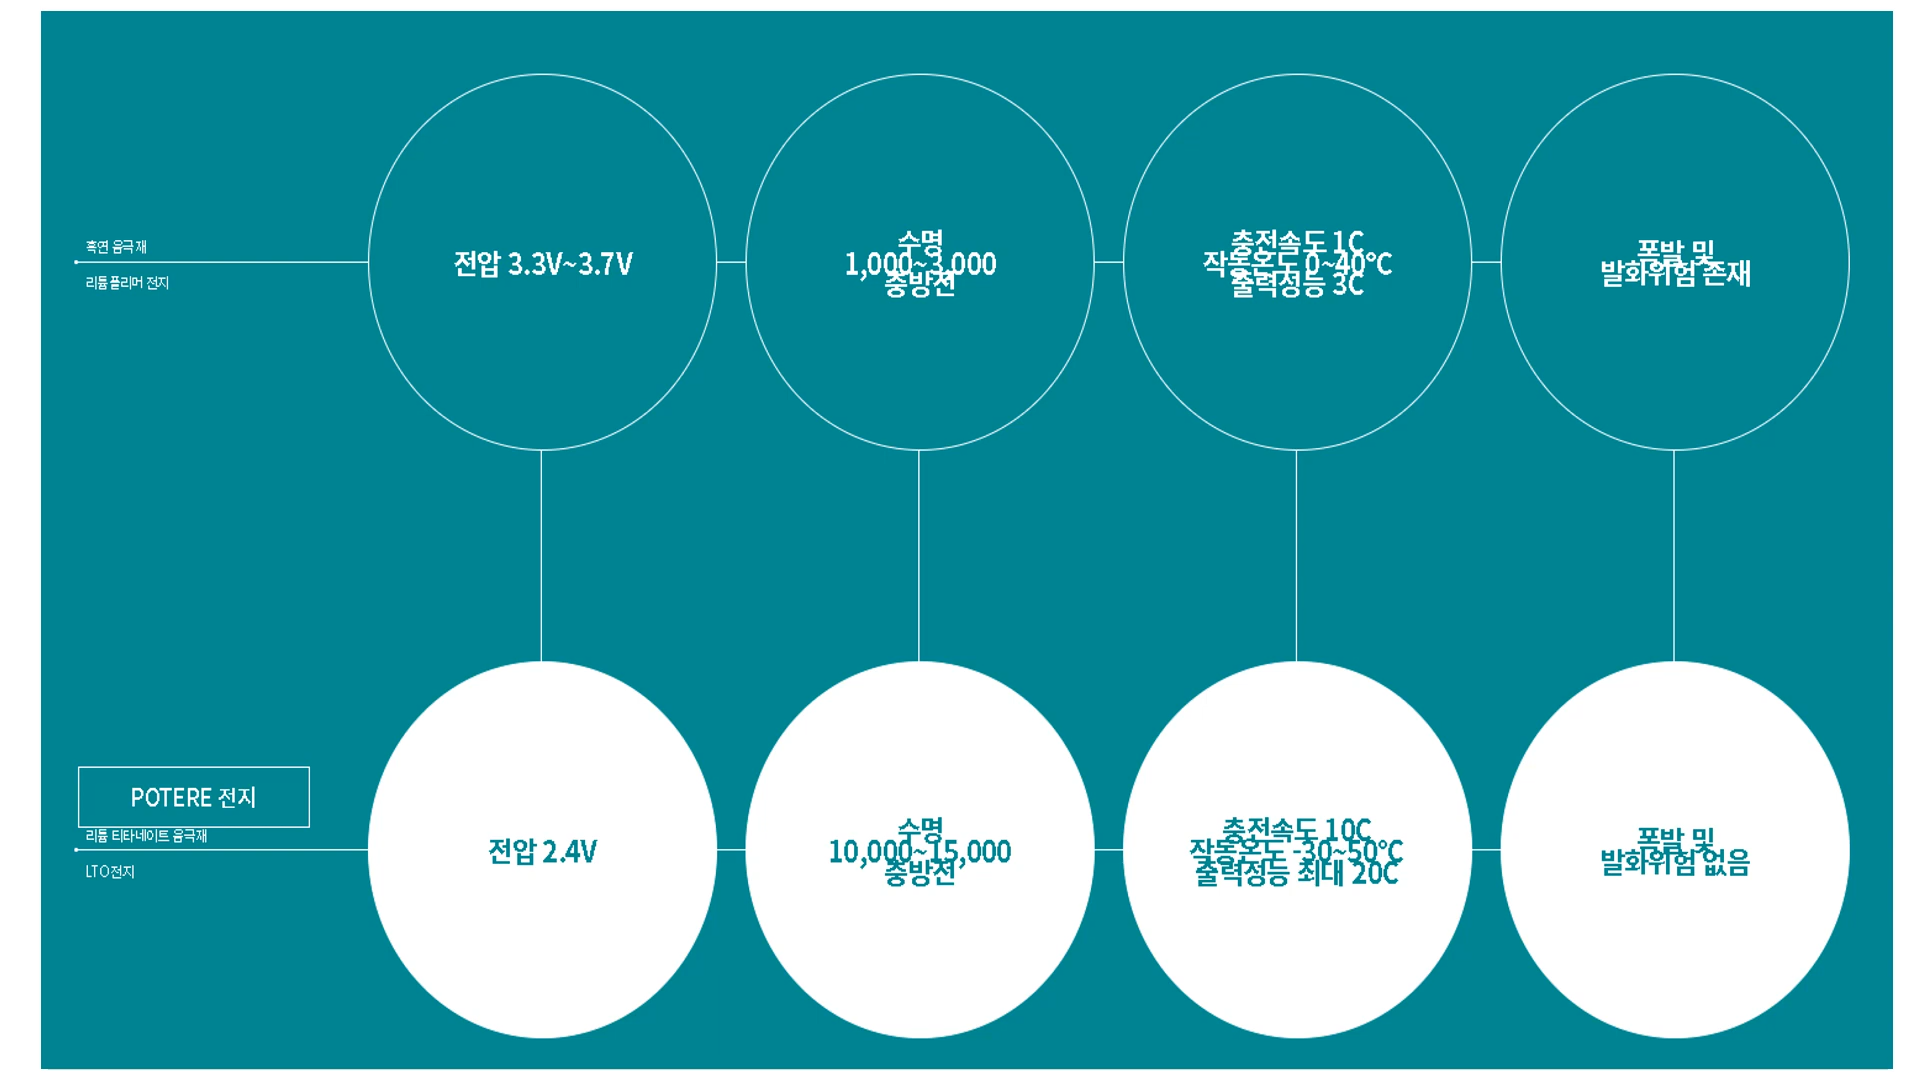 흑연 음극재
리튬폴리머 전지
전압 3.3V~3.7V
수명
1,000~3,000
충방전
충전속도 1C
작동온도 0~40℃
출력성능 3C
폭발 및
발화위험 존재
POTERE 전지
리튬 티타네이트 음극재
LTO전지
전압 2.4V
수명
10,000~15,000
충방전
충전속도 10C
작동온도 -30~50℃
출력성능 최대 20C
폭발 및
발화위험 없음